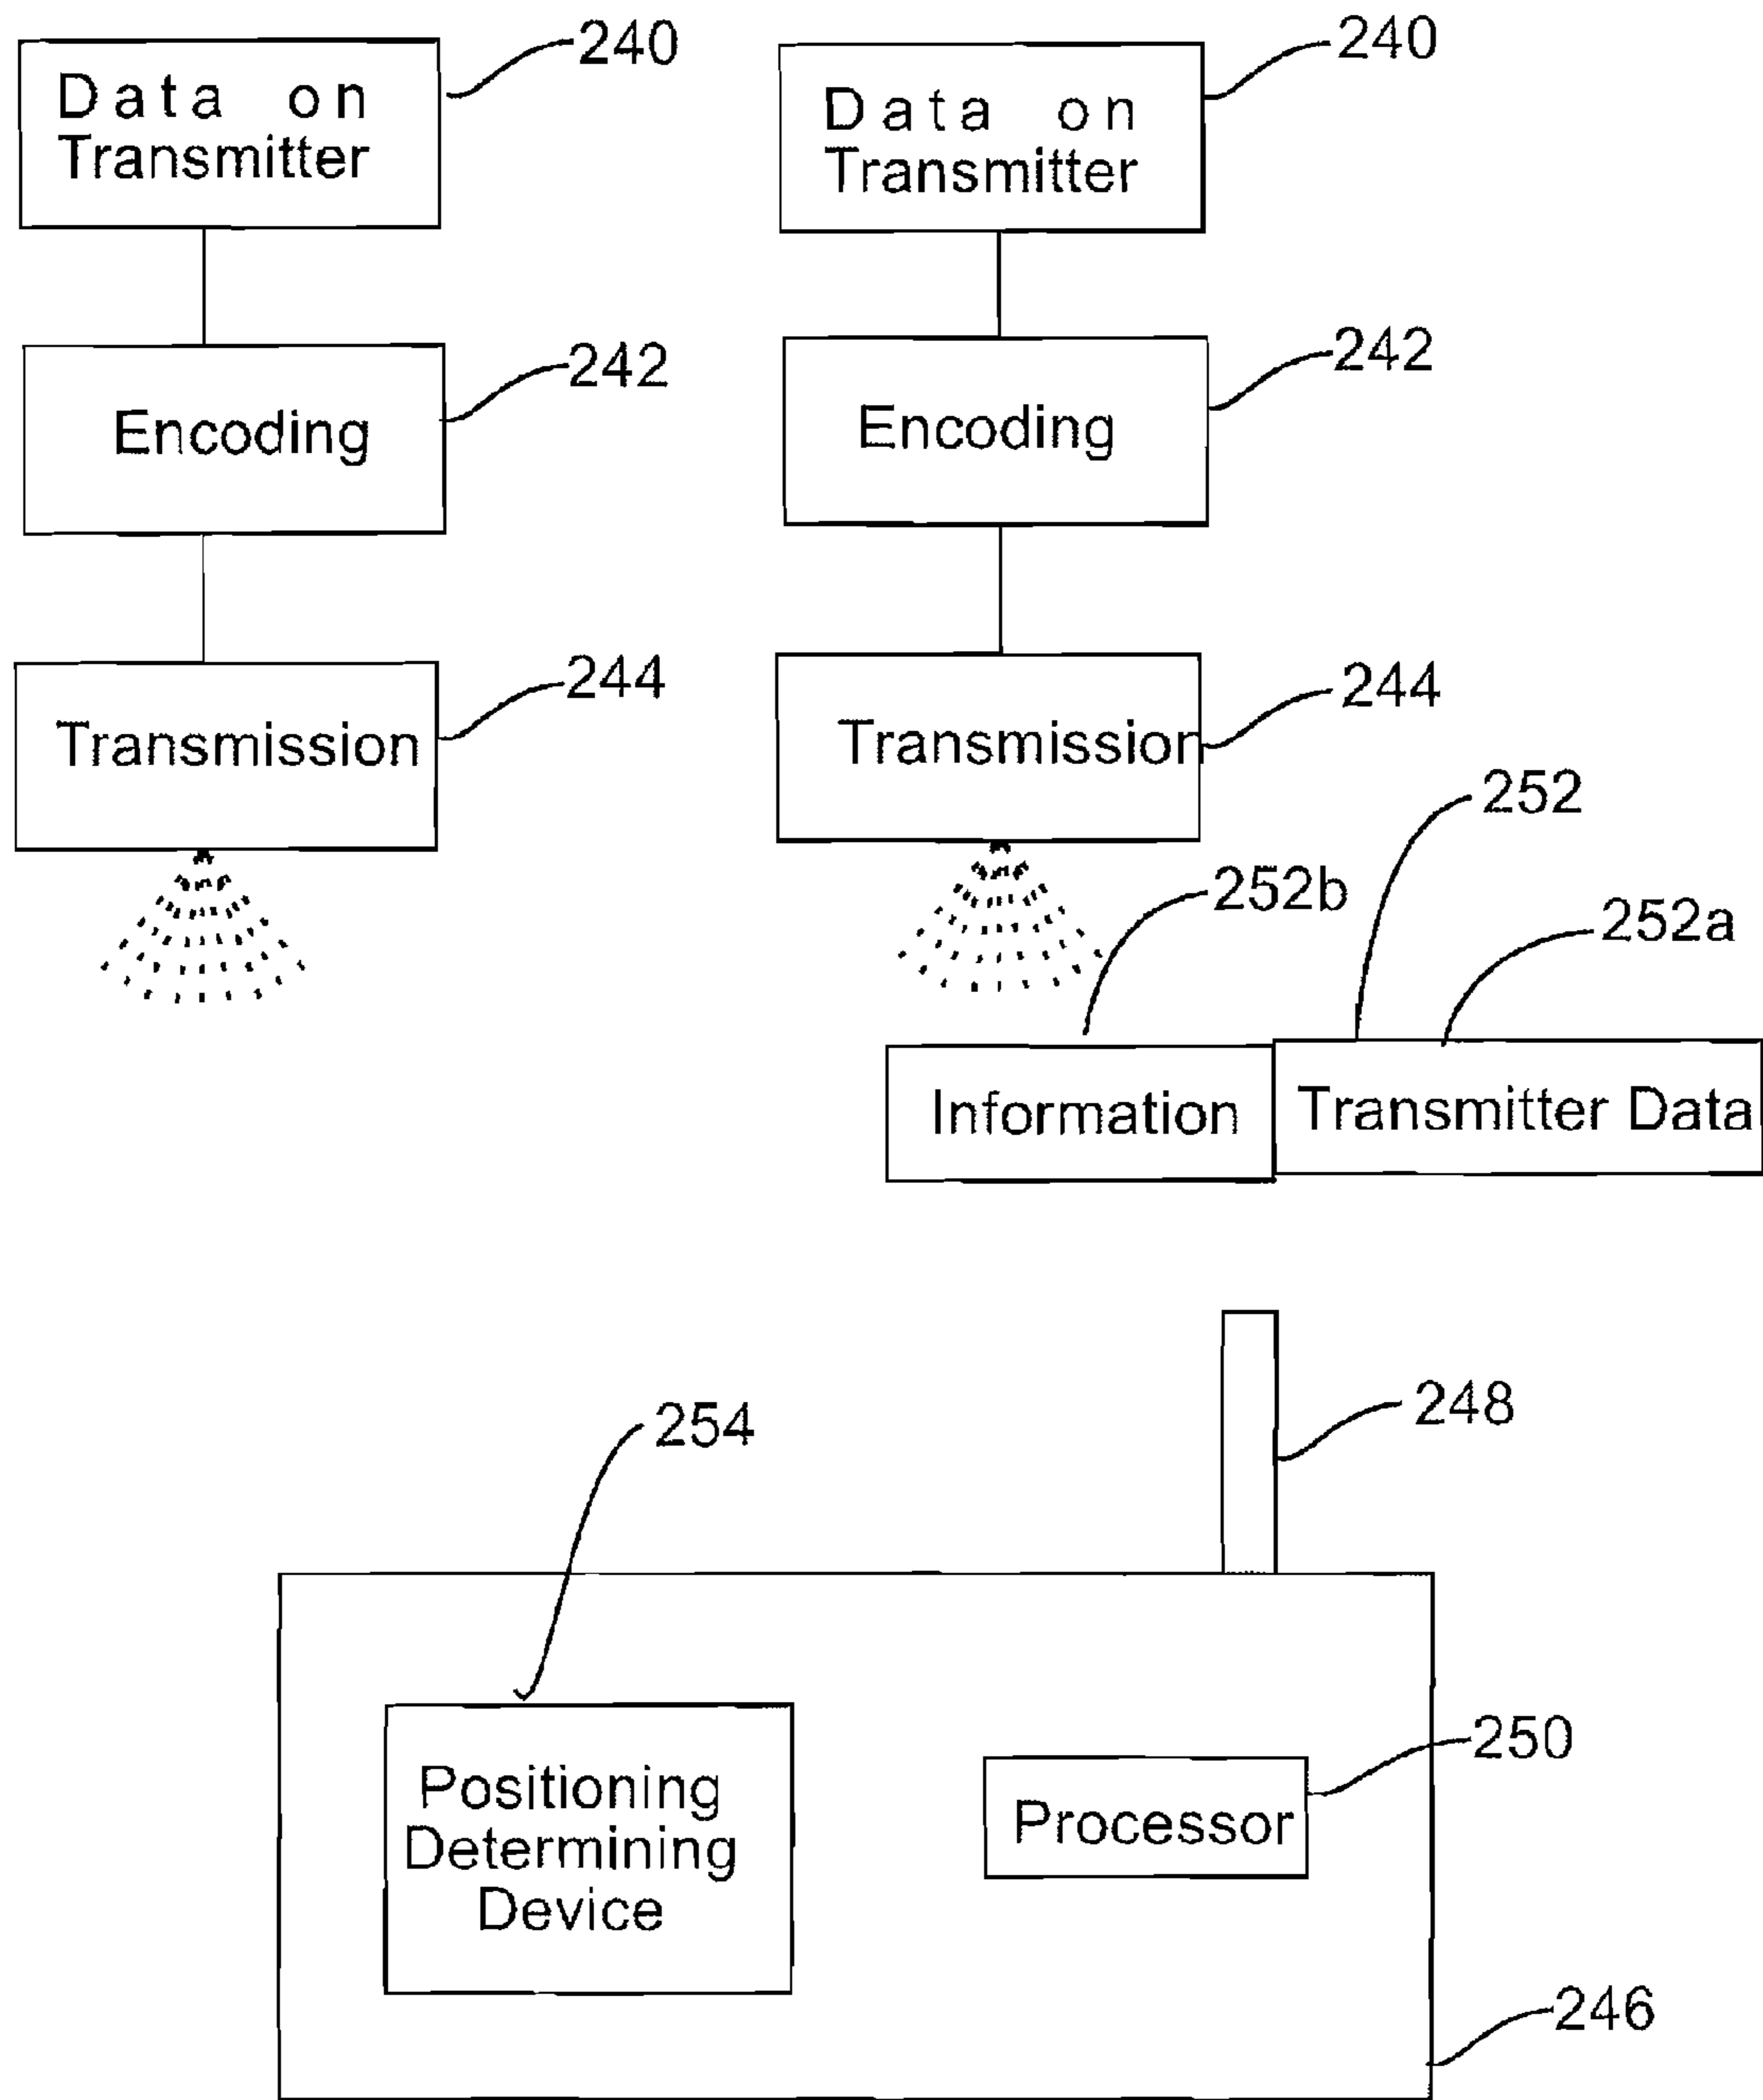 240
240
Data on
Transmitter
Data on
Transmitter
242
242
Encoding
Encoding
244
244
Transmission
Transmission
252
252b
252a
Information
Transmitter Data
248
254
250
Positioning
Determining
Device
Processor
246